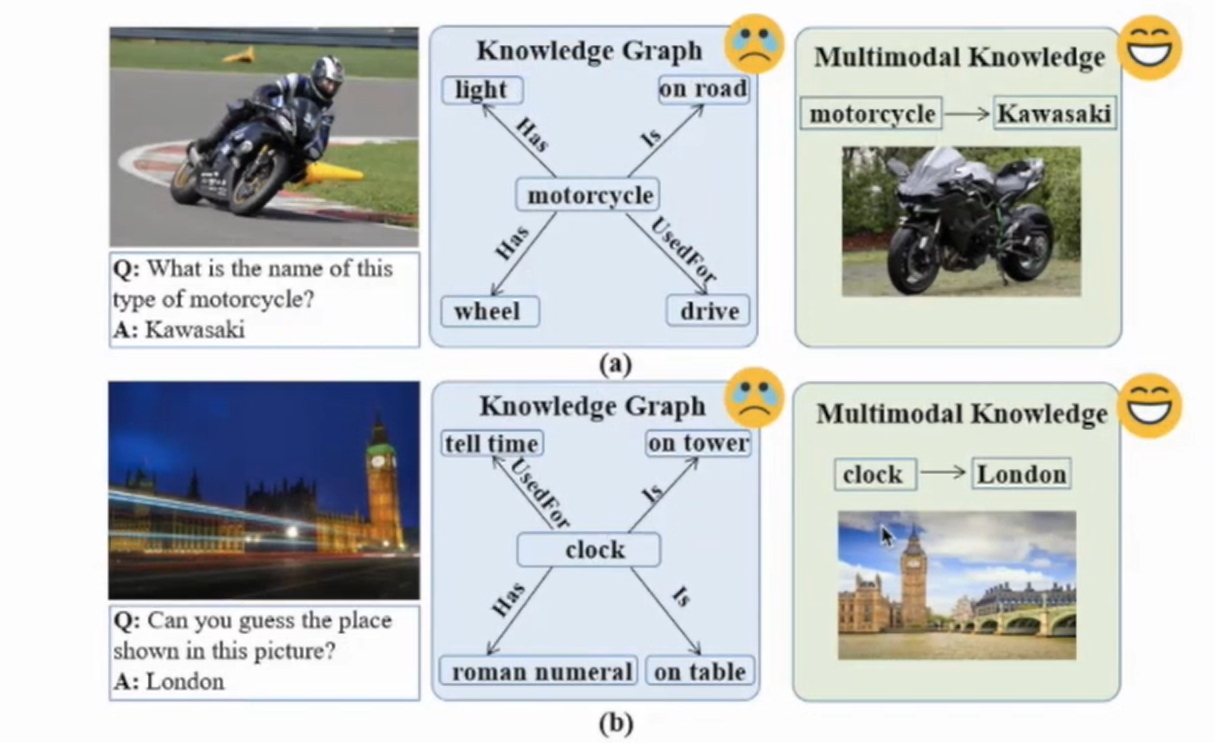 Knowledge Graph
light
on road
Has
Is
motorcycle
Has
UsedFor
wheel
drive
Multimodal Knowledge
motorcycle
Kawasaki
Q: What is the name of this
type of motorcycle?
A: Kawasaki
(a)
Knowledge Graph
tell time
on tower
UsedFor
Is
clock
Has
Is
roman numeral
on table
Multimodal Knowledge
clock
London
Q: Can you guess the place
shown in this picture?
A: London
(b)